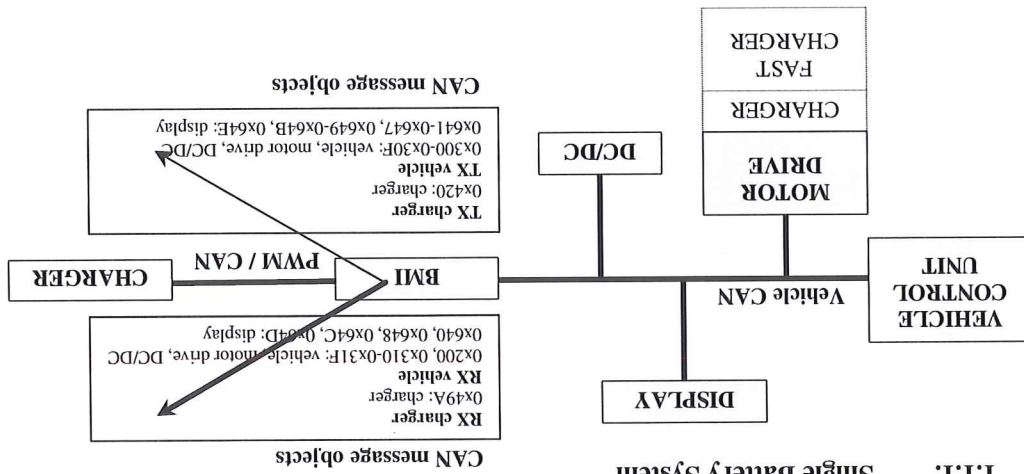 1.1.1. Single Battery System
DISPLAY
VEHICLE
CONTROL
UNIT
Vehicle CAN
MOTOR
DRIVE
CHARGER
FAST
CHARGER
DC/DC
BMI
PWM / CAN
CHARGER
CAN message objects
RX charger
0x49A: charger
RX vehicle
0x200, 0x310-0x31F: vehicle, motor drive, DC/DC
0x640, 0x648, 0x64C, 0x64D: display
TX charger
0x420: charger
TX vehicle
0x300-0x30F: vehicle, motor drive, DC/DC
0x641-0x647, 0x649-0x64B, 0x64E: display
CAN message objects